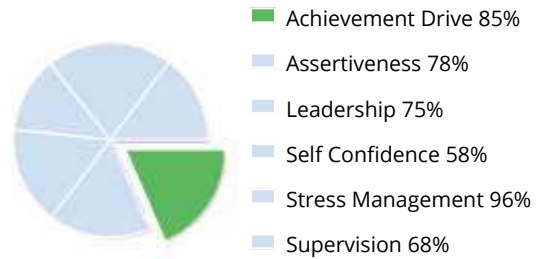 Achievement Drive 85%
Assertiveness 78%
Leadership 75%
Self Confidence 58%
Stress Management 96%
Supervision 68%